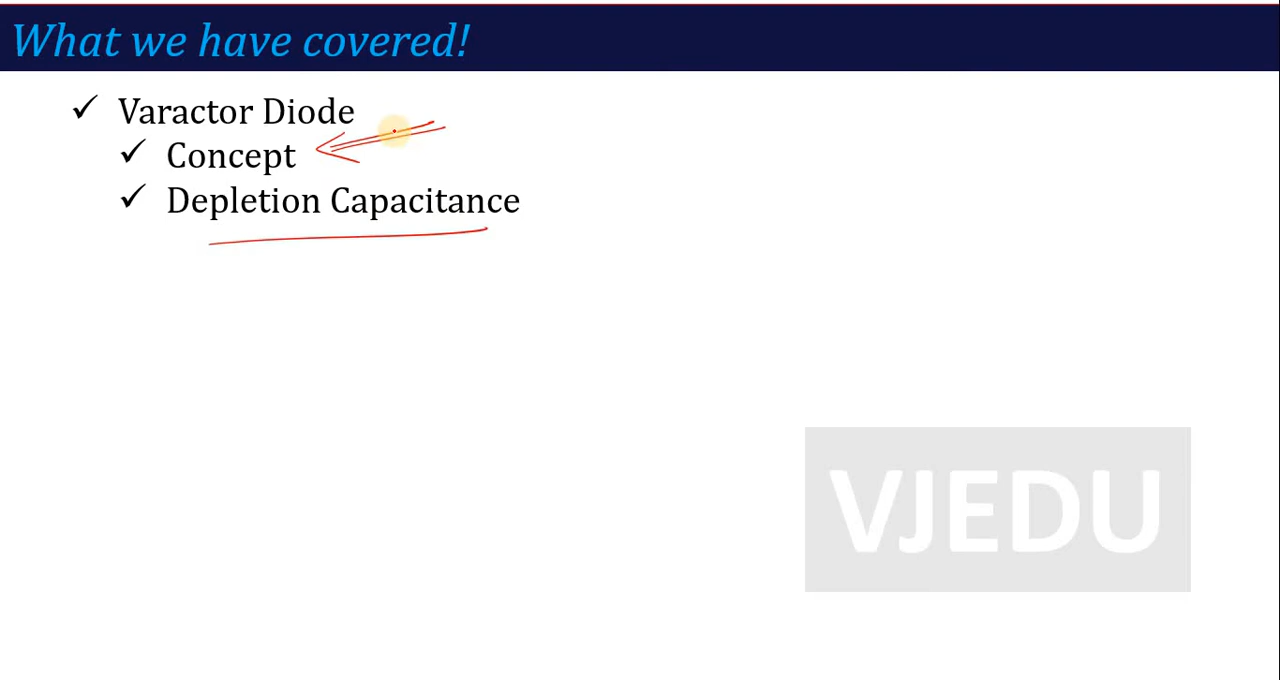 What we have covered!
✓ Varactor Diode
✓ Concept
✓ Depletion Capacitance
VJEDU